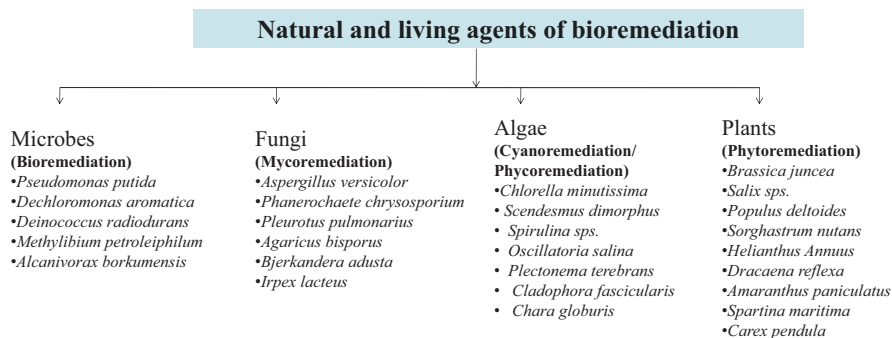 Natural and living agents of bioremediation
Microbes
(Bioremediation)
•Pseudomonas putida
•Dechloromonas aromatica
•Deinococcus radiodurans
•Methylibium petroleiphilum
•Alcanivorax borkumensis
Fungi
(Mycoremediation)
•Aspergillus versicolor
•Phanerochaete chrysosporium
•Pleurotus pulmonarius
•Agaricus bisporus
•Bjerkandera adusta
•Irpex lacteus
Algae
(Cyanoremediation/
Phycoremediation)
•Chlorella minutissima
• Scendesmus dimorphus
• Spirulina sps.
• Oscillatoria salina
• Plectonema terebrans
• Cladophora fascicularis
• Chara globuris
Plants
(Phytoremediation)
•Brassica juncea
•Salix sps.
•Populus deltoides
•Sorghastrum nutans
•Helianthus Annuus
•Dracaena reflexa
•Amaranthus paniculatus
•Spartina maritima
•Carex pendula